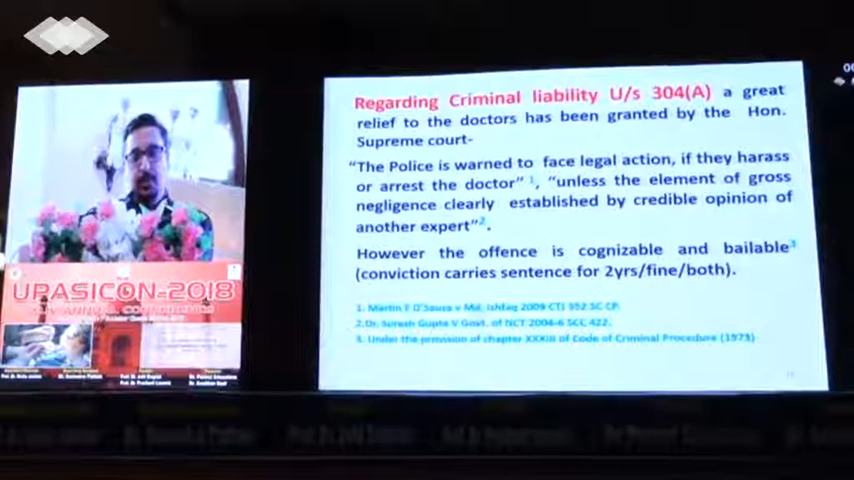 UPASICON-2018
Regarding Criminal liability U/s 304(A) a great
relief to the doctors has been granted by the Hon.
Supreme court-
“The Police is warned to face legal action, if they harass
or arrest the doctor” 1, “unless the element of gross
negligence clearly established by credible opinion of
another expert”2.
However the offence is cognizable and bailable3
(conviction carries sentence for 2yrs/fine/both).
1. Martin F D'Souza v Md. Ishfaq 2009 CTJ 352 SC CP.
2.Dr. Suresh Gupta V Govt. of NCT 2004-6 SCC 422.
3. Under the provision of chapter XXXIII of Code of Criminal Procedure (1973)